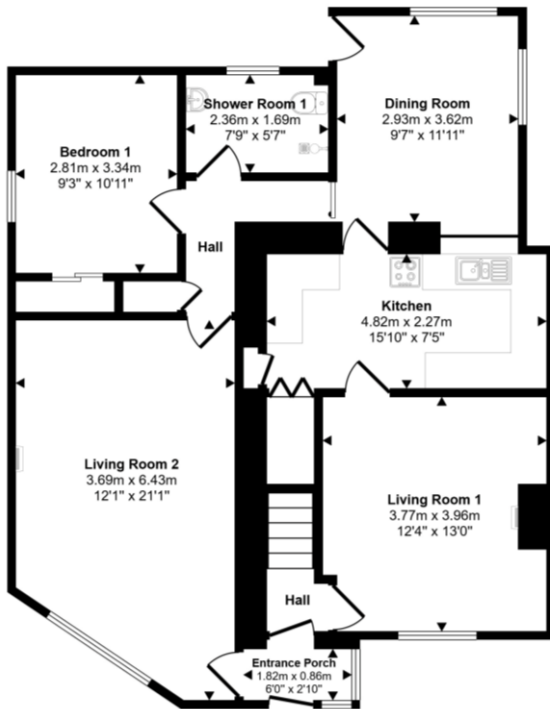 Shower Room 1
2.36m x 1.69m
7'9" x 5'7"
Dining Room
2.93m x 3.62m
9'7" x 11'11"
Bedroom 1
2.81m x 3.34m
9'3" x 10'11"
Hall
Kitchen
4.82m x 2.27m
15'10" x 7'5"
Living Room 2
3.69m x 6.43m
12'1" x 21'1"
Living Room 1
3.77m x 3.96m
12'4" x 13'0"
Hall
Entrance Porch
1.82m x 0.86m
6'0" x 2'10"